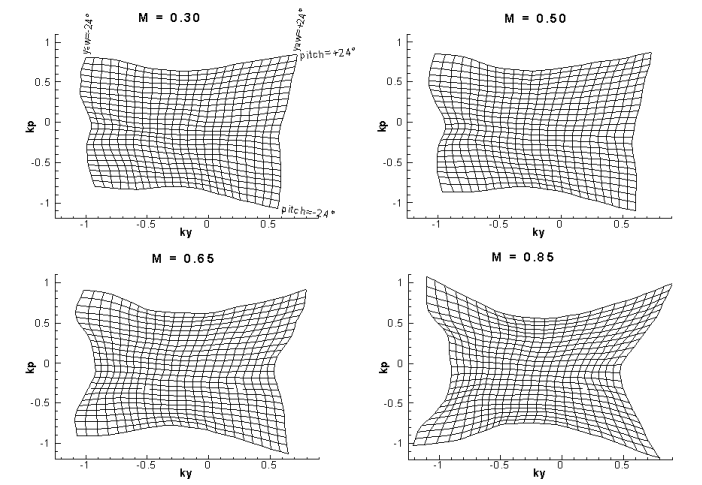 M = 0.30
yaw=-24°
yaw=+24°
pitch=+24°
1
0.5
0
-0.5
-1
kp
pitch=-24°
-1 -0.5 0 0.5
ky
M = 0.50
1
0.5
0
-0.5
-1
kp
-0.5 0 0.5
ky
M = 0.65
1
0.5
0
-0.5
-1
kp
-1 -0.5 0 0.5
ky
M = 0.85
1
0.5
0
-0.5
-1
kp
-1 -0.5 0 0.5
ky